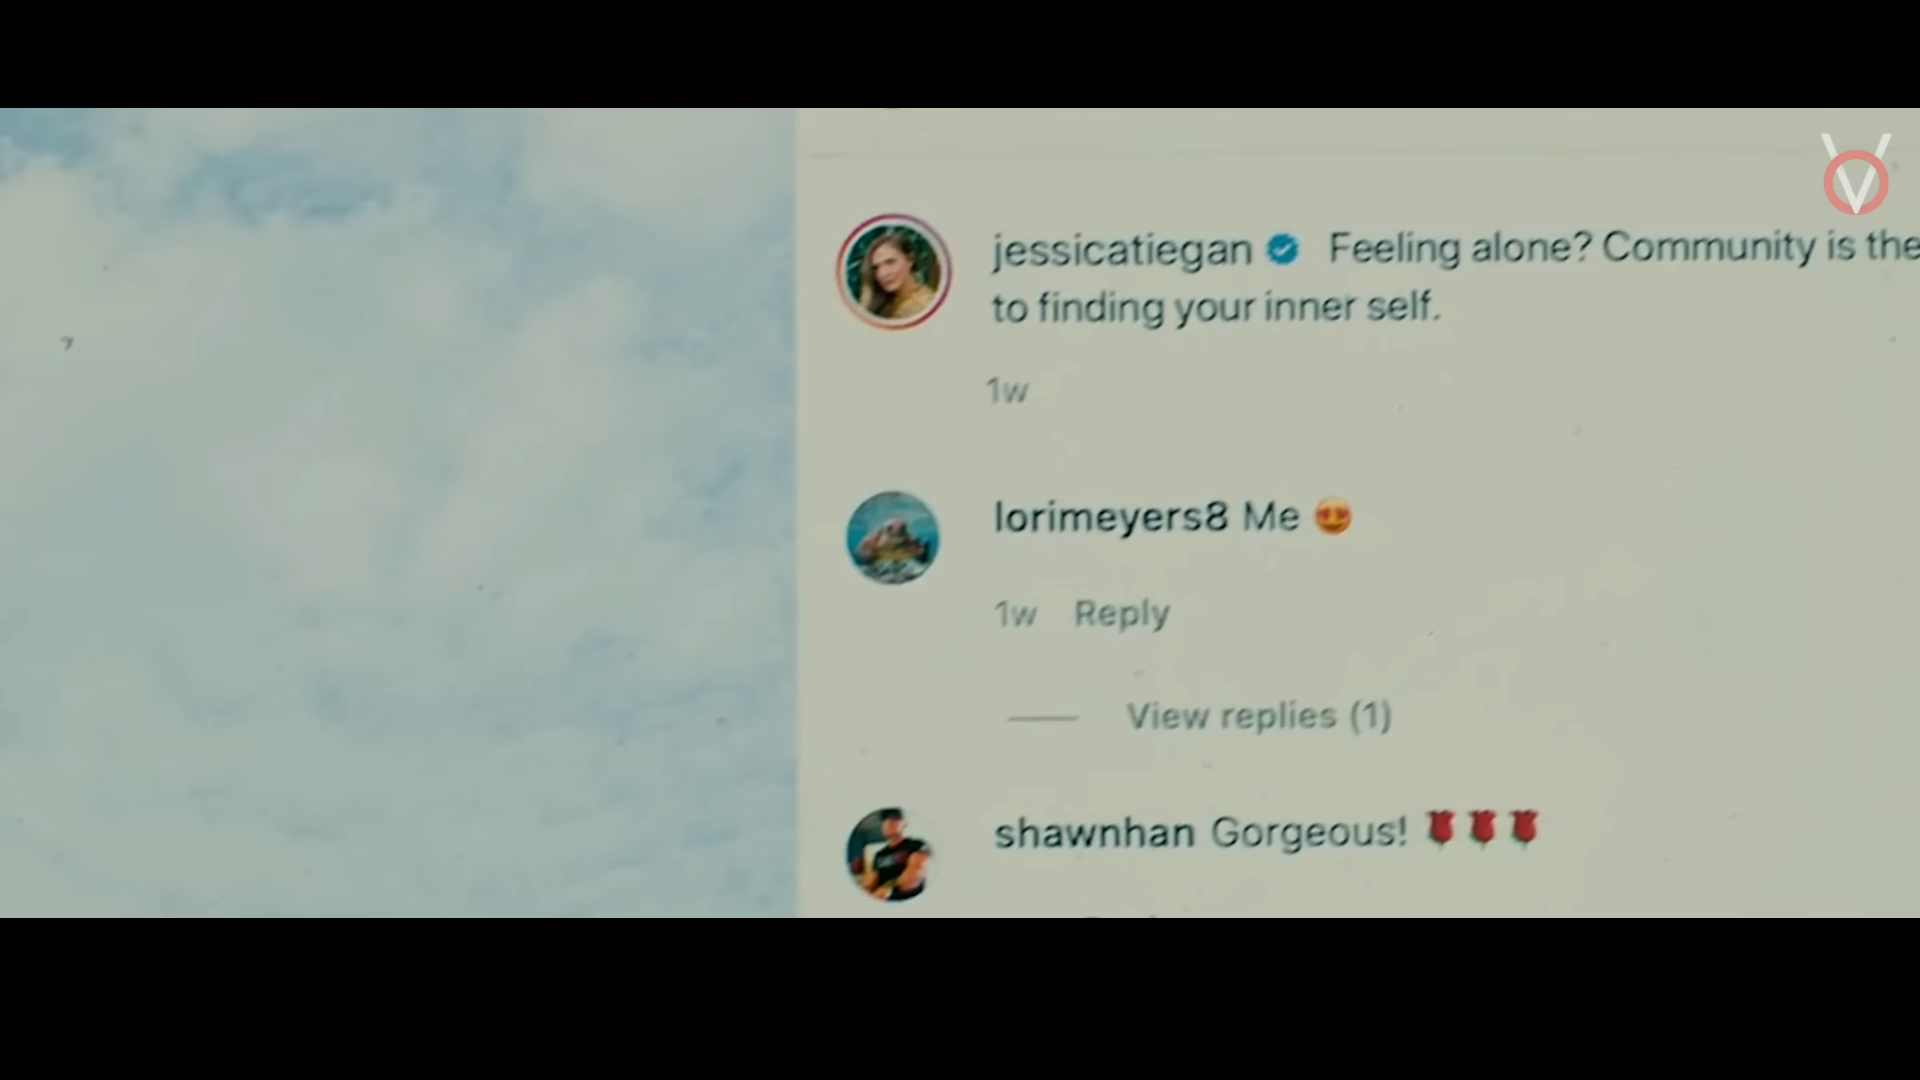 jessicatiegan Feeling alone? Community is the
to finding your inner self.
1w
lorimeyers8 Me 😍
1w Reply
View replies (1)
shawnhan Gorgeous! 🌹🌹🌹